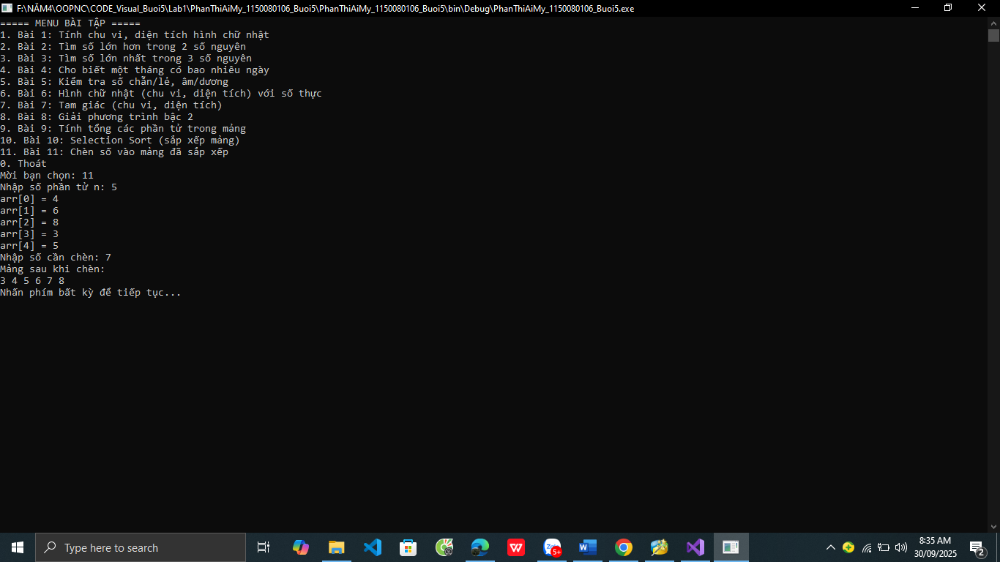 F:\NĂM4\OOPNC\CODE_Visual_Buoi5\Lab1\PhanThiAiMy_1150080106_Buoi5\PhanThiAiMy_1150080106_Buoi5\bin\Debug\PhanThiAiMy_1150080106_Buoi5.exe
===== MENU BÀI TẬP =====
1. Bài 1: Tính chu vi, diện tích hình chữ nhật
2. Bài 2: Tìm số lớn hơn trong 2 số nguyên
3. Bài 3: Tìm số lớn nhất trong 3 số nguyên
4. Bài 4: Cho biết một tháng có bao nhiêu ngày
5. Bài 5: Kiểm tra số chẵn/lẻ, âm/dương
6. Bài 6: Hình chữ nhật (chu vi, diện tích) với số thực
7. Bài 7: Tam giác (chu vi, diện tích)
8. Bài 8: Giải phương trình bậc 2
9. Bài 9: Tính tổng các phần tử trong mảng
10. Bài 10: Selection Sort (sắp xếp mảng)
11. Bài 11: Chèn số vào mảng đã sắp xếp
0. Thoát
Mời bạn chọn: 11
Nhập số phần tử n: 5
arr[0] = 4
arr[1] = 6
arr[2] = 8
arr[3] = 3
arr[4] = 5
Nhập số cần chèn: 7
Mảng sau khi chèn:
3 4 5 6 7 8
Nhấn phím bất kỳ để tiếp tục...
Type here to search
W
Zalo
5+
W
8:35 AM
30/09/2025
2